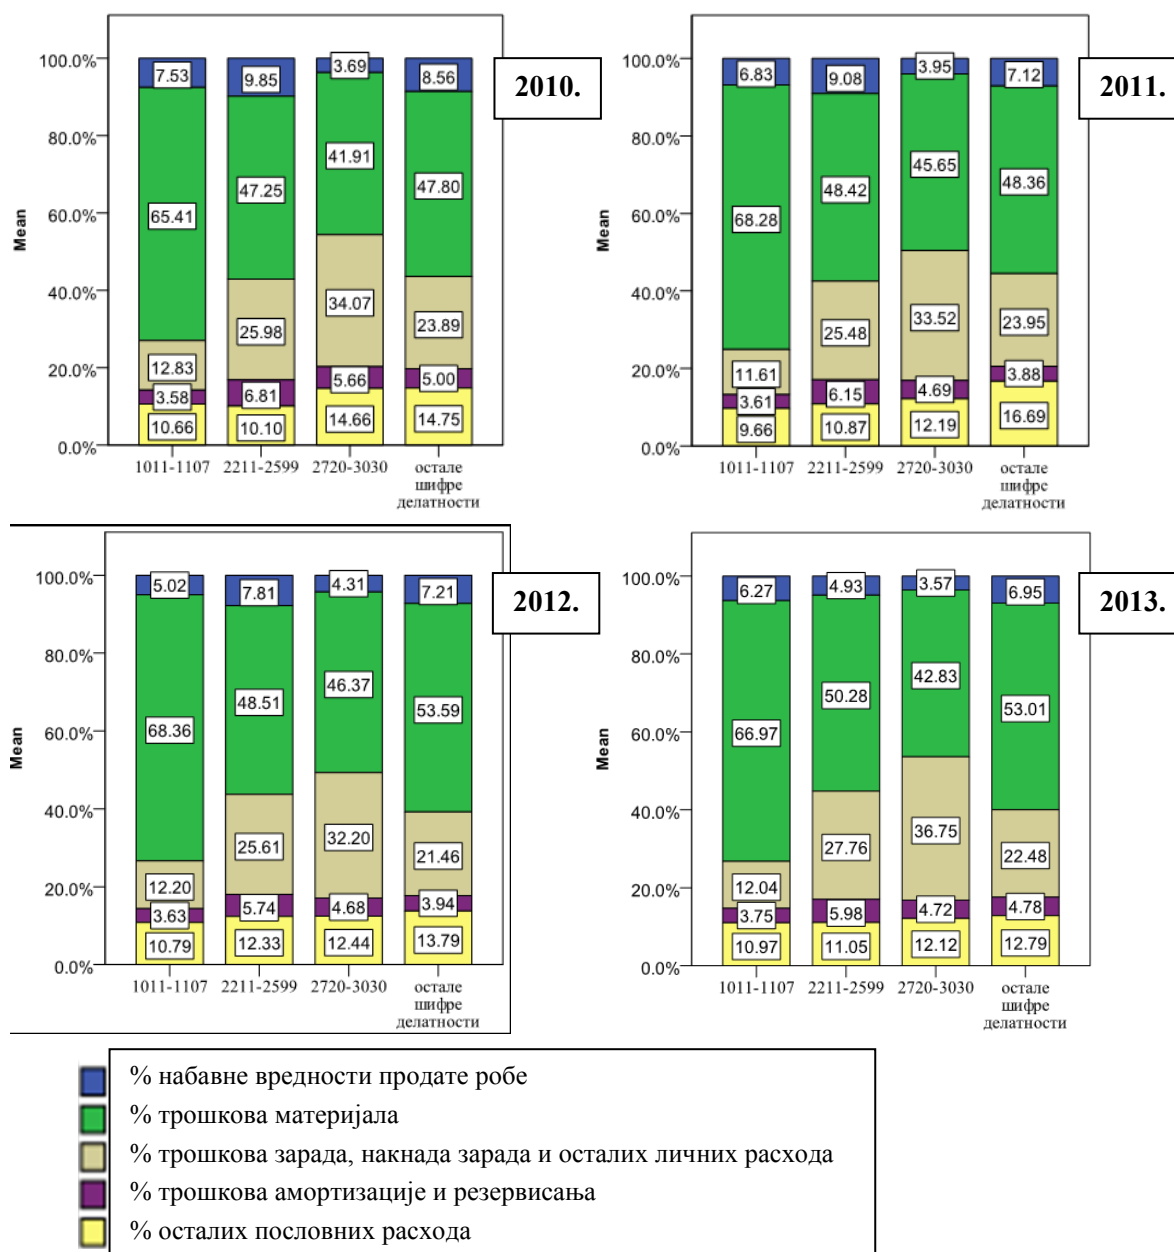 2010.
Mean
100.0%
80.0%
60.0%
40.0%
20.0%
0.0%
7.53 9.85 3.69 8.56
65.41 47.25 41.91 47.80
12.83 25.98 34.07 23.89
3.58 6.81 5.66 5.00
10.66 10.10 14.66 14.75
1011-1107 2211-2599 2720-3030 остале
шифре
делатности
2011.
Mean
100.0%
80.0%
60.0%
40.0%
20.0%
0.0%
6.83 9.08 3.95 7.12
68.28 48.42 45.65 48.36
11.61 25.48 33.52 23.95
3.61 6.15 4.69 3.88
9.66 10.87 12.19 16.69
1011-1107 2211-2599 2720-3030 остале
шифре
делатности
2012.
Mean
100.0%
80.0%
60.0%
40.0%
20.0%
0.0%
5.02 7.81 4.31 7.21
68.36 48.51 46.37 53.59
12.20 25.61 32.20 21.46
3.63 5.74 4.68 3.94
10.79 12.33 12.44 13.79
1011-1107 2211-2599 2720-3030 остале
шифре
делатности
2013.
Mean
100.0%
80.0%
60.0%
40.0%
20.0%
0.0%
6.27 4.93 3.57 6.95
66.97 50.28 42.83 53.01
12.04 27.76 36.75 22.48
3.75 5.98 4.72 4.78
10.97 11.05 12.12 12.79
1011-1107 2211-2599 2720-3030 остале
шифре
делатности
% набавне вредности продате робе
% трошкова материјала
% трошкова зарада, накнада зарада и осталих личних расхода
% трошкова амортизације и резервисања
% осталих пословних расхода